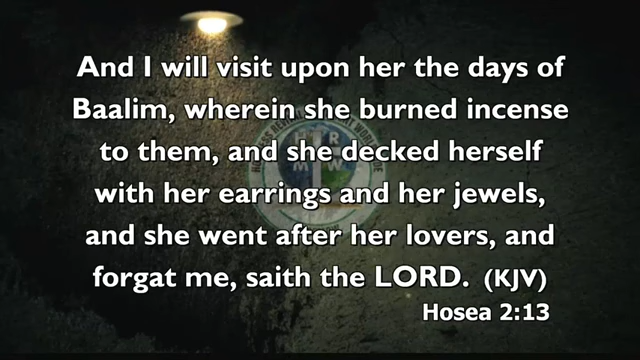 And I will visit upon her the days of
Baalim, wherein she burned incense
to them, and she decked herself
with her earrings and her jewels,
and she went after her lovers, and
forgat me, saith the LORD. (KJV)
Hosea 2:13